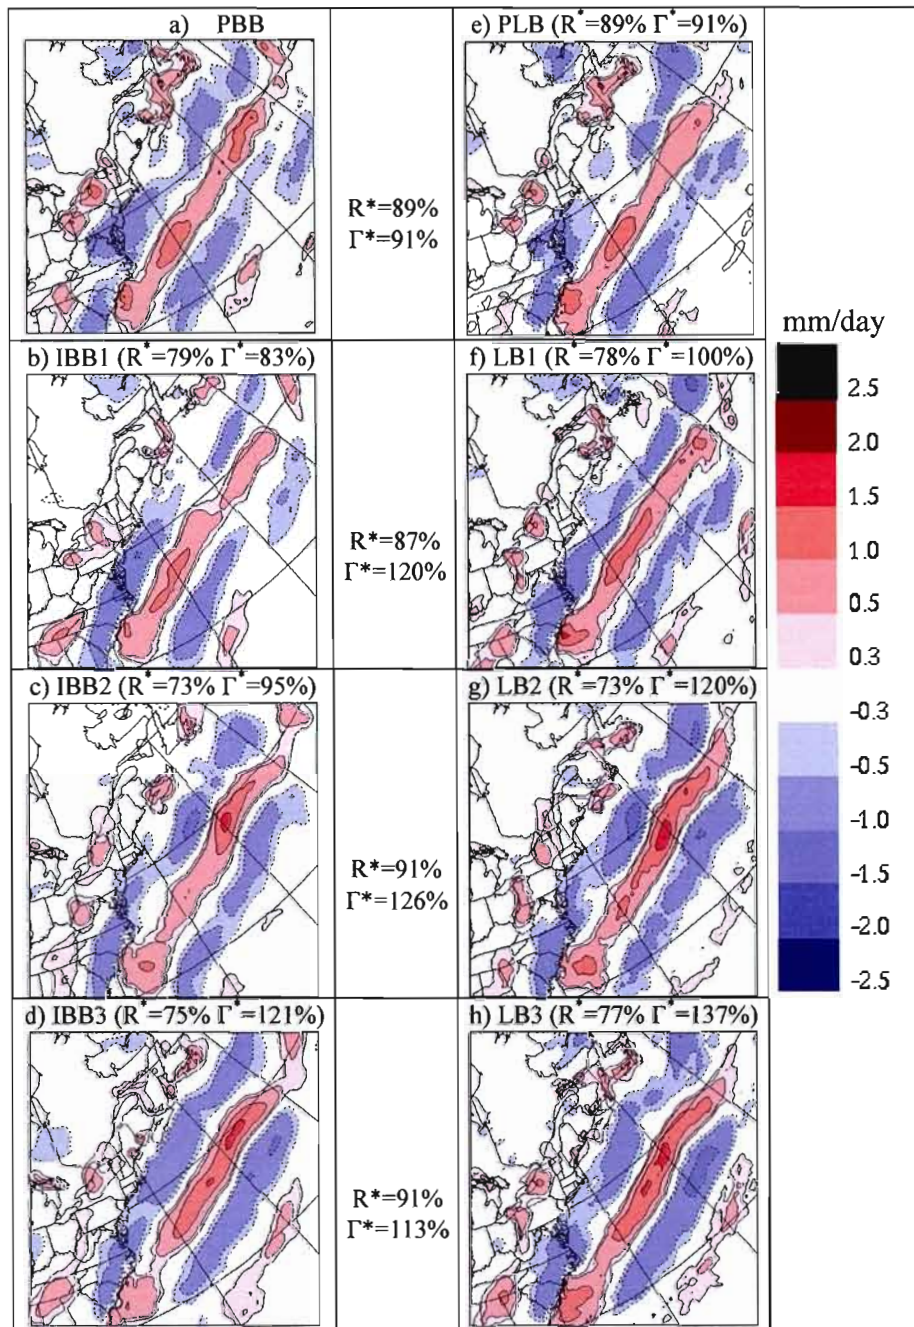 a) PBB
R*=89%
Γ*=91%
e) PLB (R*=89% Γ*=91%)
b) IBB1 (R*=79% Γ*=83%)
R*=87%
Γ*=120%
f) LB1 (R*=78% Γ*=100%)
c) IBB2 (R*=73% Γ*=95%)
R*=91%
Γ*=126%
g) LB2 (R*=73% Γ*=120%)
d) IBB3 (R*=75% Γ*=121%)
R*=91%
Γ*=113%
h) LB3 (R*=77% Γ*=137%)
mm/day
2.5
2.0
1.5
1.0
0.5
0.3
-0.3
-0.5
-1.0
-1.5
-2.0
-2.5